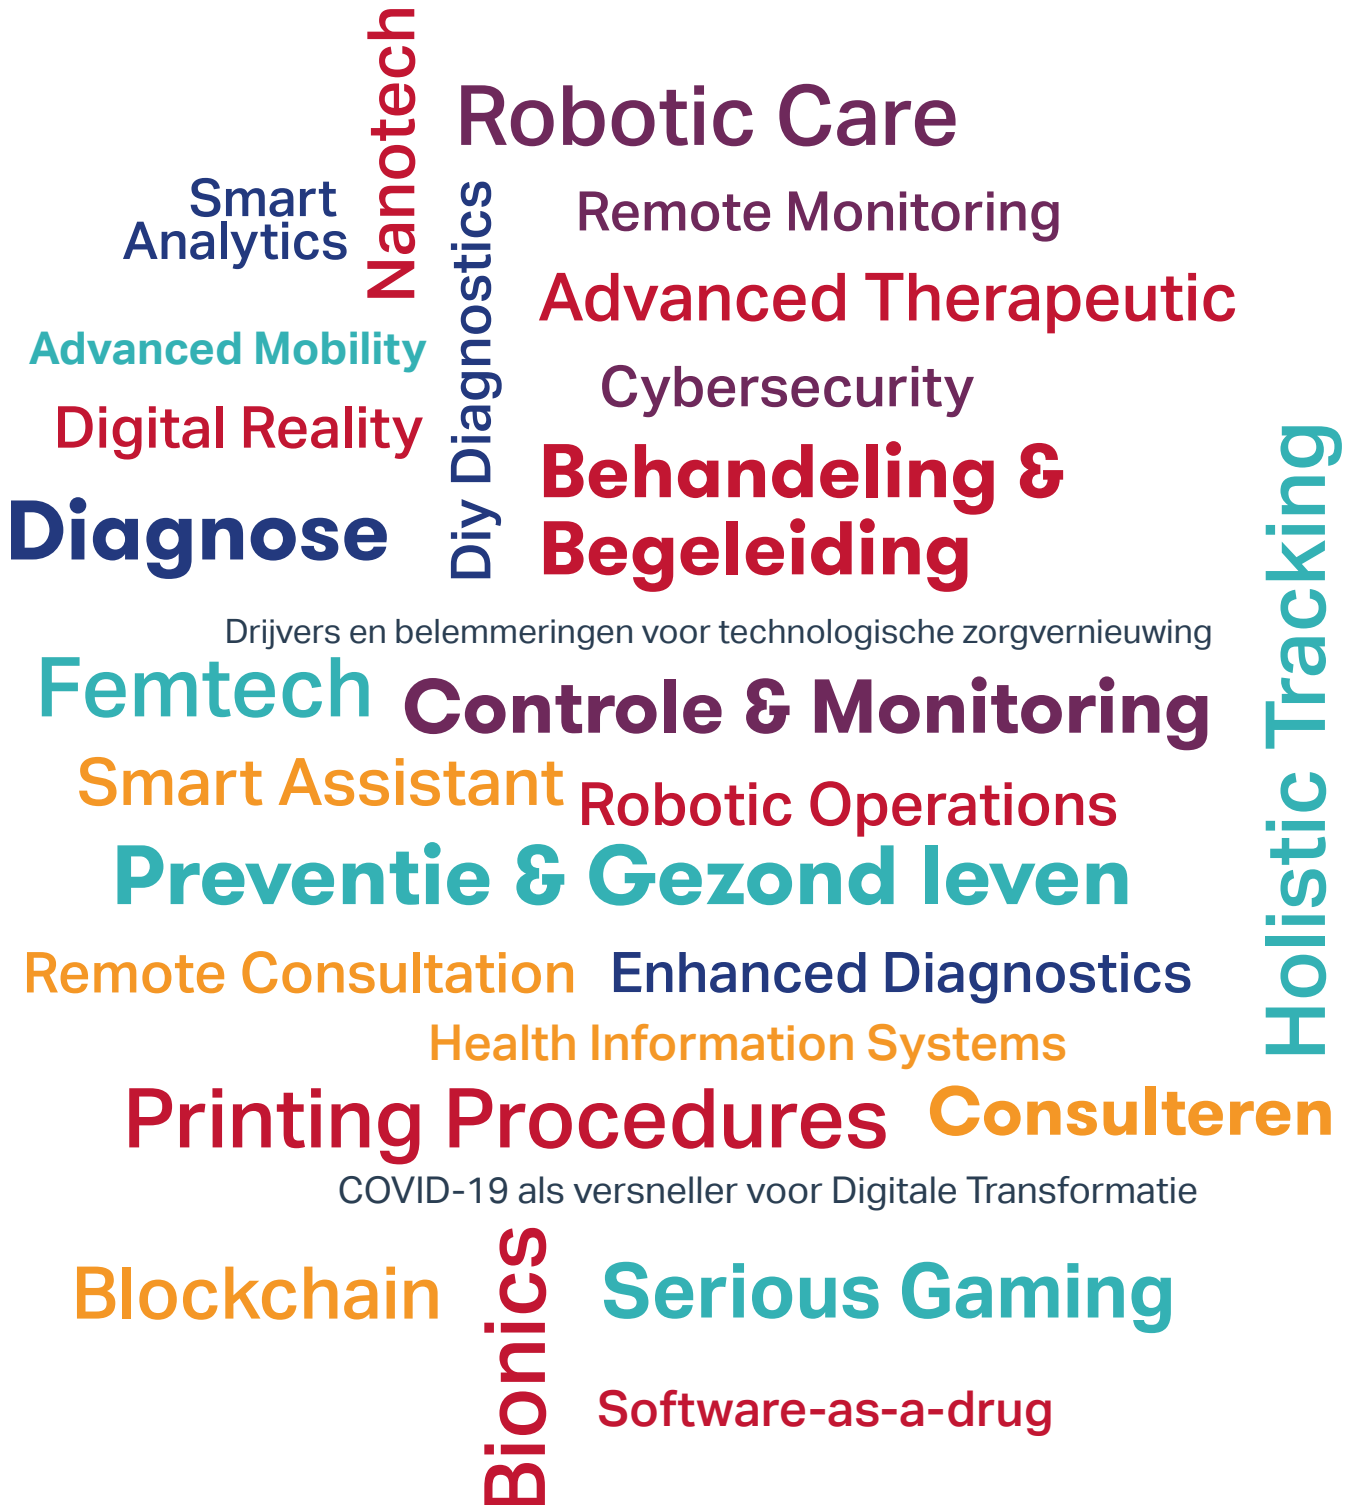 Nanotech
Robotic Care
Smart
Analytics
Diy Diagnostics
Remote Monitoring
Advanced Therapeutic
Advanced Mobility
Cybersecurity
Digital Reality
Behandeling &
Begeleiding
Diagnose
Holistic Tracking
Drijvers en belemmeringen voor technologische zorgvernieuwing
Femtech
Controle & Monitoring
Smart Assistant
Robotic Operations
Preventie & Gezond leven
Remote Consultation
Enhanced Diagnostics
Health Information Systems
Printing Procedures
Consulteren
COVID-19 als versneller voor Digitale Transformatie
Blockchain
Bionics
Serious Gaming
Software-as-a-drug